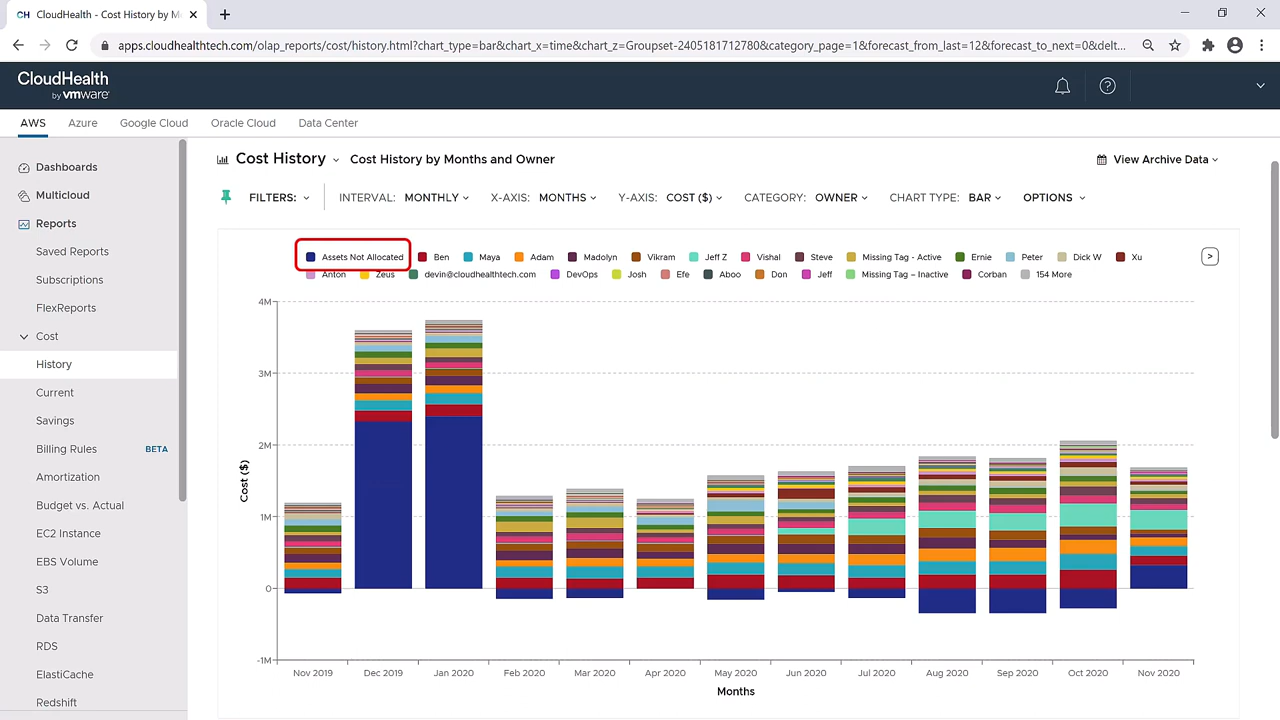 CH CloudHealth - Cost History by M
apps.cloudhealthtech.com/olap_reports/cost/history.html?chart_type=bar&chart_x=time&chart_z=Groupset-2405181712780&category_page=1&forecast_from_last=12&forecast_to_next=0&delt...
CloudHealth
by vmware
AWS Azure Google Cloud Oracle Cloud Data Center
Dashboards
Multicloud
Reports
Saved Reports
Subscriptions
FlexReports
Cost
History
Current
Savings
Billing Rules BETA
Amortization
Budget vs. Actual
EC2 Instance
EBS Volume
S3
Data Transfer
RDS
ElastiCache
Redshift
Cost History Cost History by Months and Owner View Archive Data
FILTERS: INTERVAL: MONTHLY X-AXIS: MONTHS Y-AXIS: COST ($) CATEGORY: OWNER CHART TYPE: BAR OPTIONS
Assets Not Allocated Ben Maya Adam Madolyn Vikram Jeff Z Vishal Steve Missing Tag - Active Ernie Peter Dick W Xu >
Anton Zeus devin@cloudhealthtech.com DevOps Josh Efe Aboo Don Jeff Missing Tag – Inactive Corban 154 More
4M
3M
2M
1M
0
-1M
Cost ($)
Nov 2019 Dec 2019 Jan 2020 Feb 2020 Mar 2020 Apr 2020 May 2020 Jun 2020 Jul 2020 Aug 2020 Sep 2020 Oct 2020 Nov 2020
Months